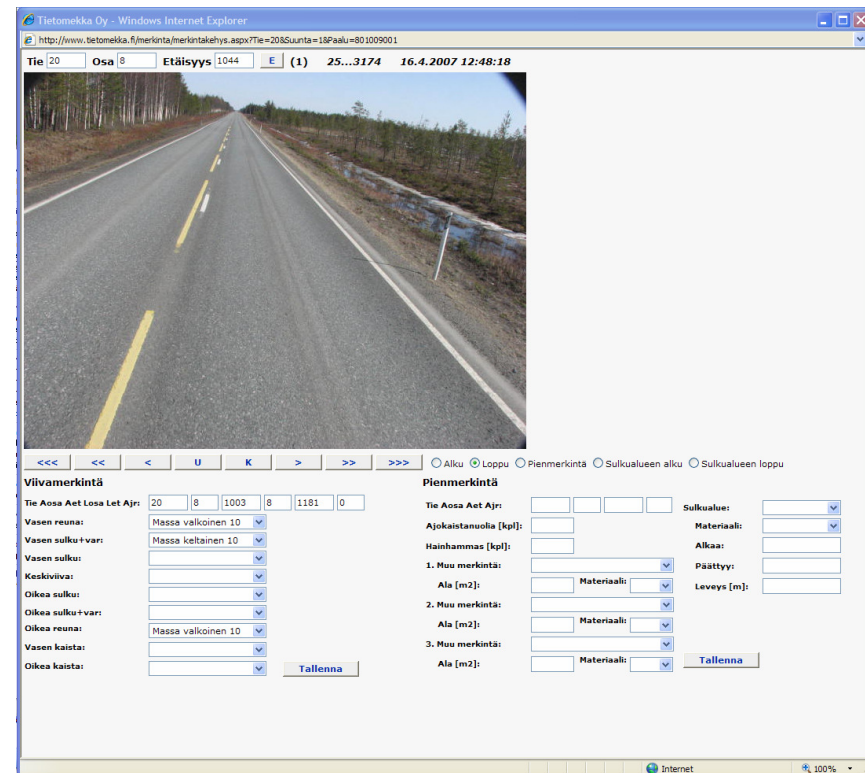 Tietomekka Oy - Windows Internet Explorer
http://www.tietomekka.fi/merkinta/merkintakehys.aspx?Tie=20&Suunta=1&Paalu=801009001
Tie 20 Osa 8 Etäisyys 1044 E (1) 25...3174 16.4.2007 12:48:18
<<< << < U K > >> >>> Alku Loppu Pienmerkintä Sulkualueen alku Sulkualueen loppu
Viivamerkintä
Tie Aosa Aet Losa Let Ajr: 20 8 1003 8 1181 0
Vasen reuna: Massa valkoinen 10
Vasen sulku+var: Massa keltainen 10
Vasen sulku:
Keskiviiva:
Oikea sulku:
Oikea sulku+var:
Oikea reuna: Massa valkoinen 10
Vasen kaista:
Oikea kaista:
Tallenna
Pienmerkintä
Tie Aosa Aet Ajr:
Ajokaistanuolia [kpl]:
Hainhammas [kpl]:
1. Muu merkintä:
Ala [m2]: Materiaali:
2. Muu merkintä:
Ala [m2]: Materiaali:
3. Muu merkintä:
Ala [m2]: Materiaali:
Sulkualue:
Materiaali:
Alkaa:
Päättyy:
Leveys [m]:
Tallenna
Internet 100%